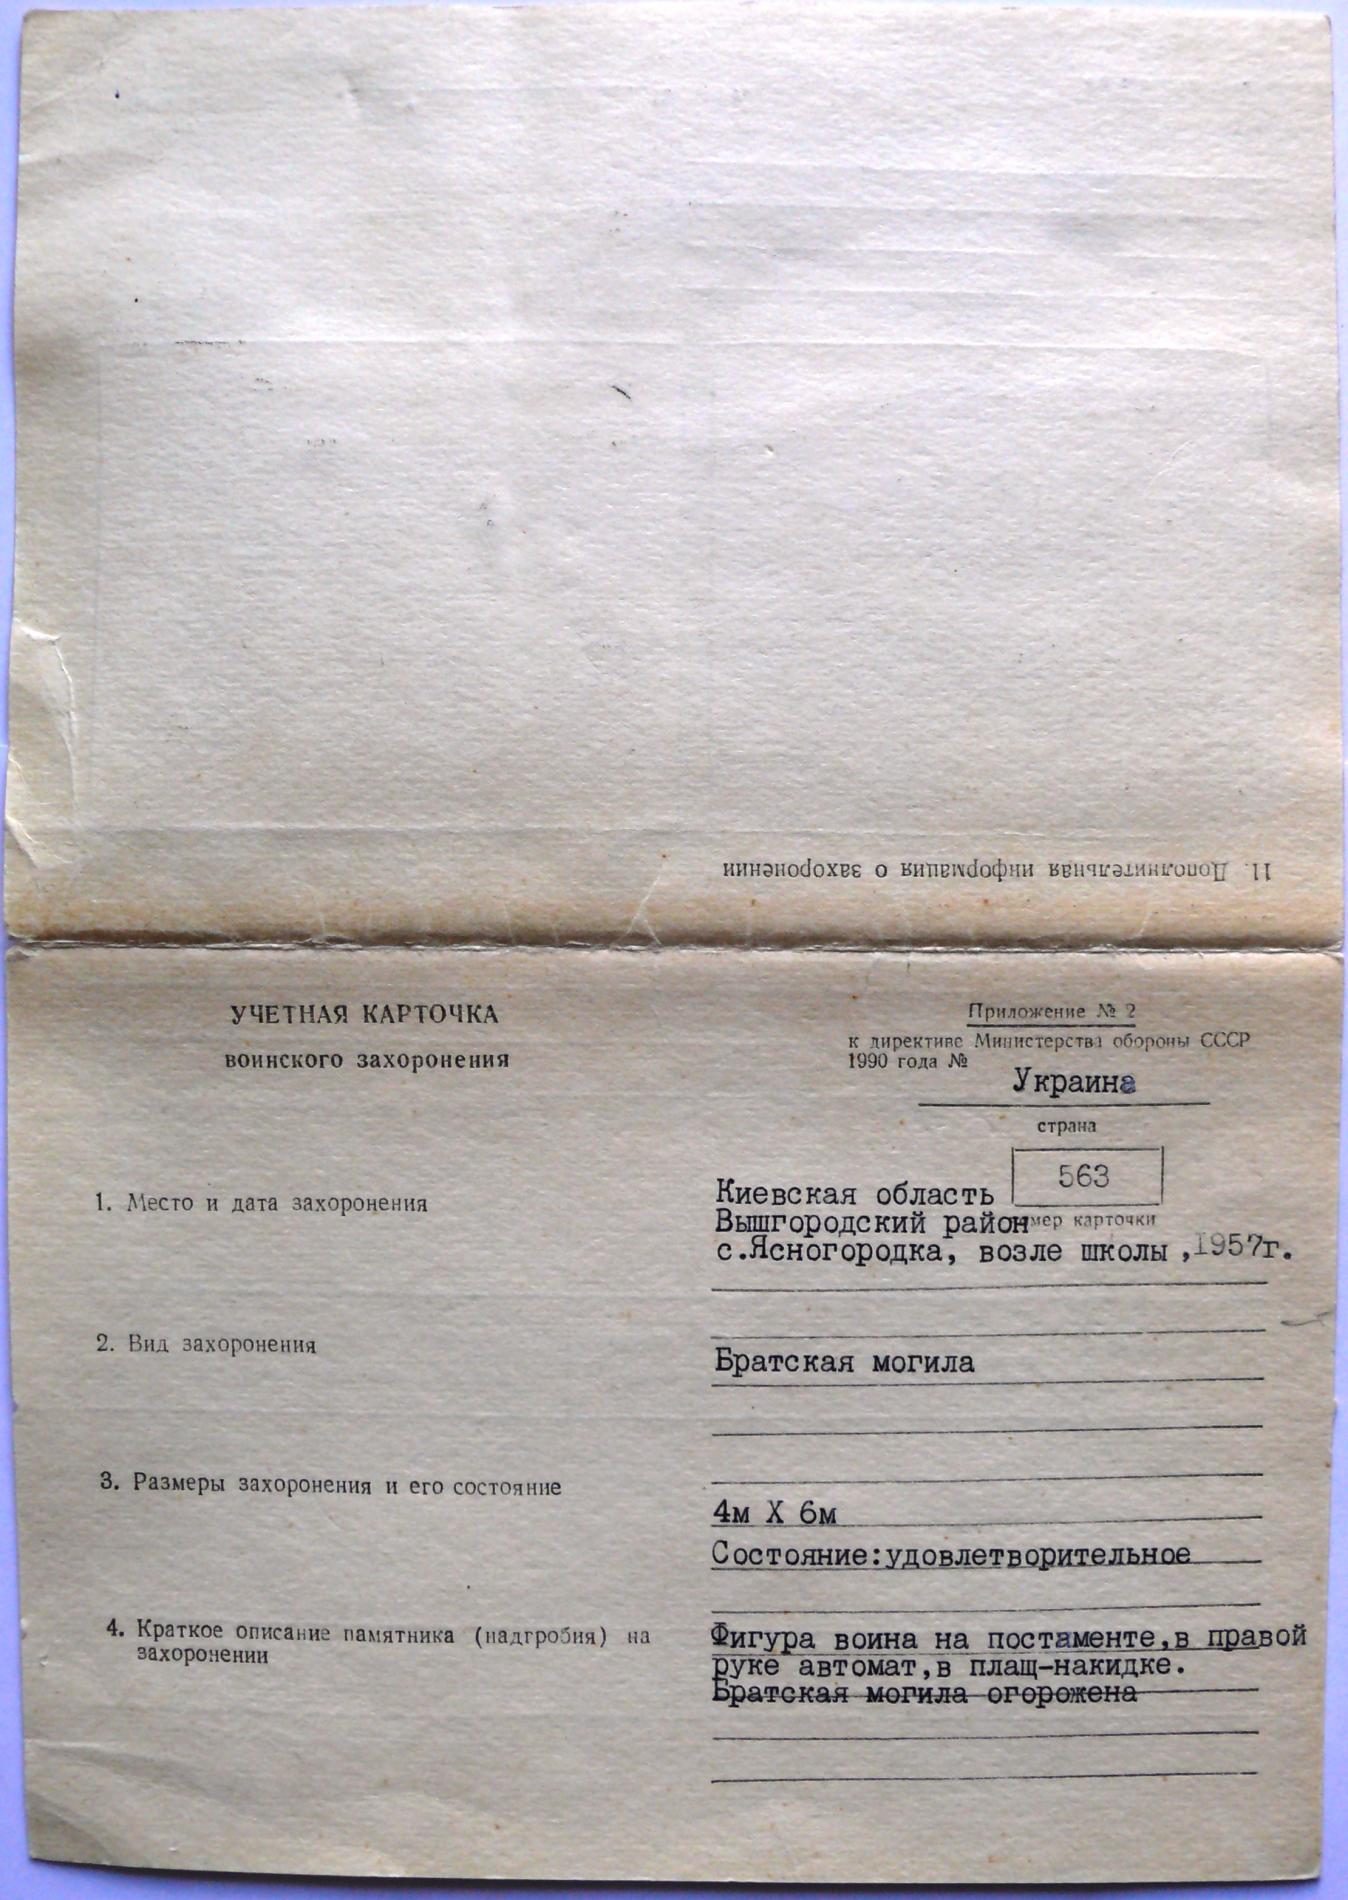 11. Дополнительная информация о захоронении
УЧЕТНАЯ КАРТОЧКА
воинского захоронения
Приложение № 2
к директиве Министерства обороны СССР
1990 года №
Украина
страна
563
номер карточки
1. Место и дата захоронения
Киевская область
Вышгородский район
с.Ясногородка, возле школы ,1957г.
2. Вид захоронения
Братская могила
3. Размеры захоронения и его состояние
4м Х 6м
Состояние:удовлетворительное
4. Краткое описание памятника (надгробия) на
захоронении
Фигура воина на постаменте,в правой
руке автомат,в плащ-накидке.
Братская могила огорожена